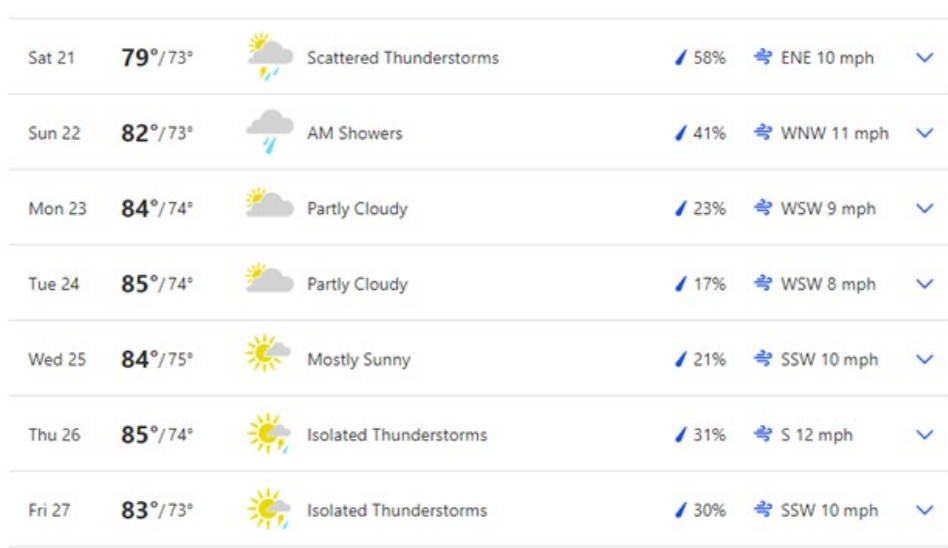 Sat 21 79°/73° Scattered Thunderstorms 58% ENE 10 mph
Sun 22 82°/73° AM Showers 41% WNW 11 mph
Mon 23 84°/74° Partly Cloudy 23% WSW 9 mph
Tue 24 85°/74° Partly Cloudy 17% WSW 8 mph
Wed 25 84°/75° Mostly Sunny 21% SSW 10 mph
Thu 26 85°/74° Isolated Thunderstorms 31% S 12 mph
Fri 27 83°/73° Isolated Thunderstorms 30% SSW 10 mph